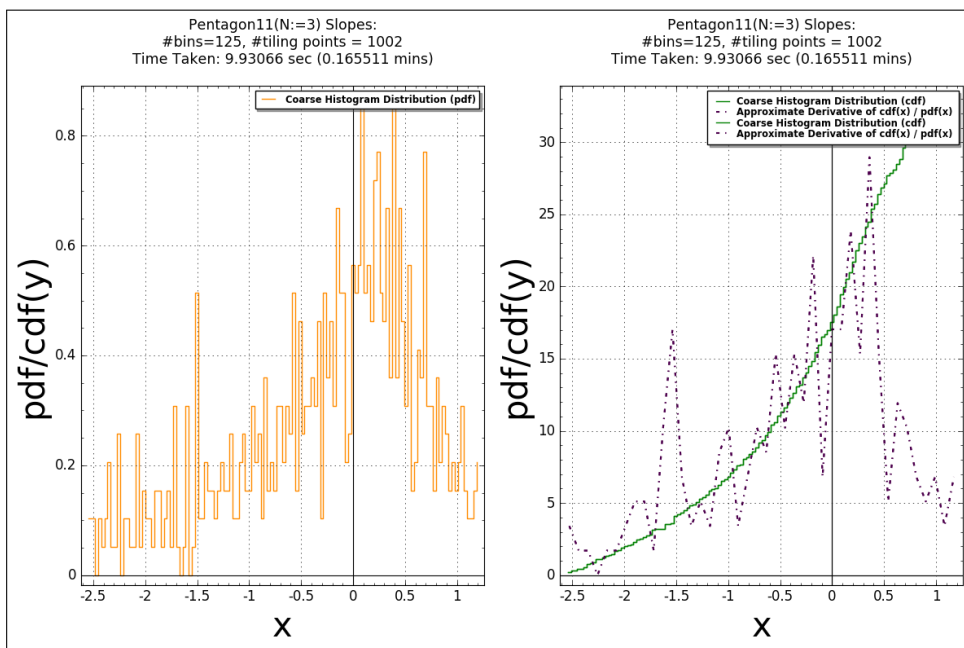 Pentagon11(N:=3) Slopes:
#bins=125, #tiling points = 1002
Time Taken: 9.93066 sec (0.165511 mins)
Coarse Histogram Distribution (pdf)
0.8
0.6
0.4
0.2
0
pdf/cdf(y)
-2.5 -2 -1.5 -1 -0.5 0 0.5 1
x
Pentagon11(N:=3) Slopes:
#bins=125, #tiling points = 1002
Time Taken: 9.93066 sec (0.165511 mins)
Coarse Histogram Distribution (cdf)
Approximate Derivative of cdf(x) / pdf(x)
Coarse Histogram Distribution (cdf)
Approximate Derivative of cdf(x) / pdf(x)
30
25
20
15
10
5
0
pdf/cdf(y)
-2.5 -2 -1.5 -1 -0.5 0 0.5 1
x